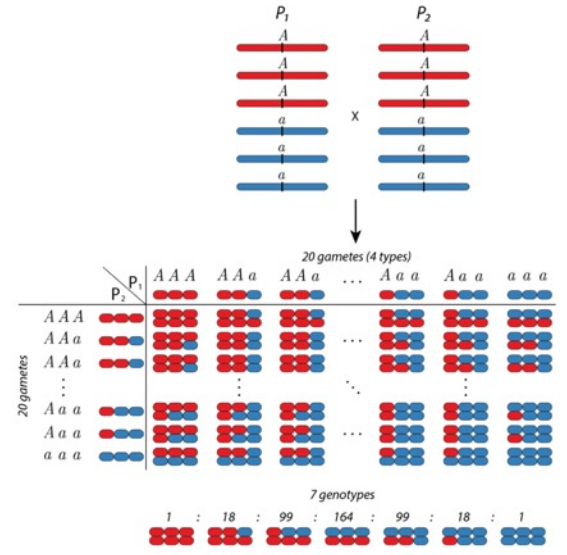 P1 P2
A A
A A
A A
a a
X
a a
a a
20 gametes (4 types)
P1 A A A A A a A A a ... A a a A a a a a a
P2
20 gametes
A A A
A A a ...
A A a
⋮ ⋮ ⋱ ⋮
A a a
A a a ...
a a a
7 genotypes
1 : 18 : 99 : 164 : 99 : 18 : 1